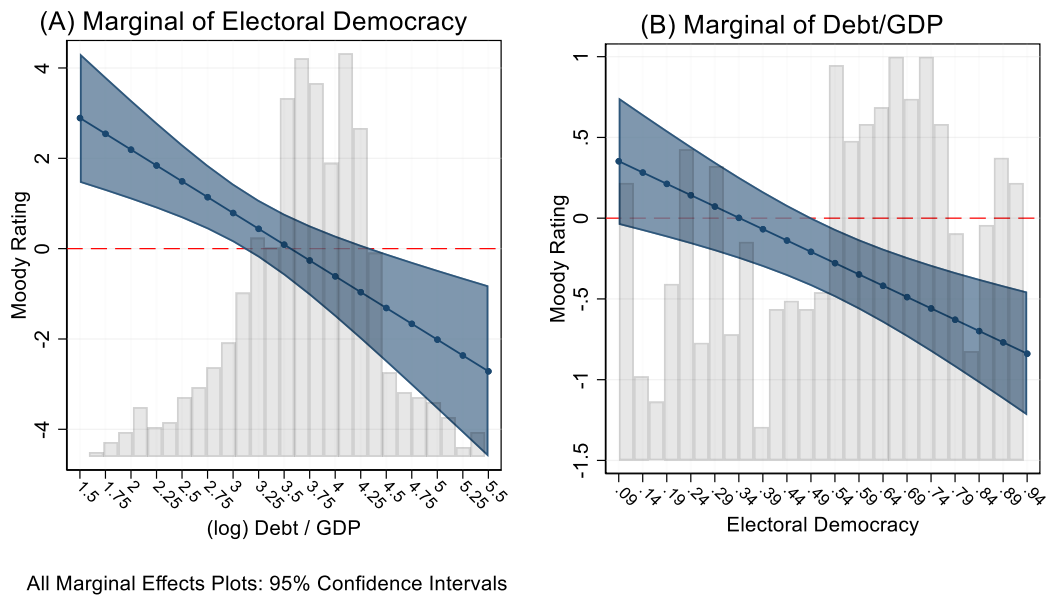 (A) Marginal of Electoral Democracy
4
2
0
-2
-4
Moody Rating
1.5 1.75 2 2.25 2.5 2.75 3 3.25 3.5 3.75 4 4.25 4.5 4.75 5 5.25 5.5
(log) Debt / GDP
(B) Marginal of Debt/GDP
1
.5
0
-.5
-1
-1.5
Moody Rating
.09 .14 .19 .24 .29 .34 .39 .44 .49 .54 .59 .64 .69 .74 .79 .84 .89 .94
Electoral Democracy
All Marginal Effects Plots: 95% Confidence Intervals